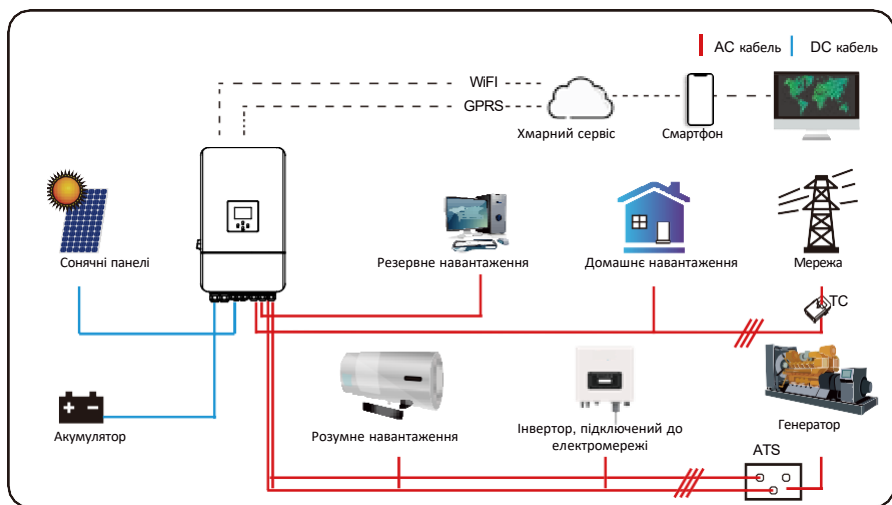 AC кабель
DC кабель
WiFI
GPRS
Хмарний сервіс
Смартфон
Сонячні панелі
Резервне навантаження
Домашнє навантаження
Мережа
TC
Акумулятор
Розумне навантаження
Інвертор, підключений до
електромережі
Генератор
ATS